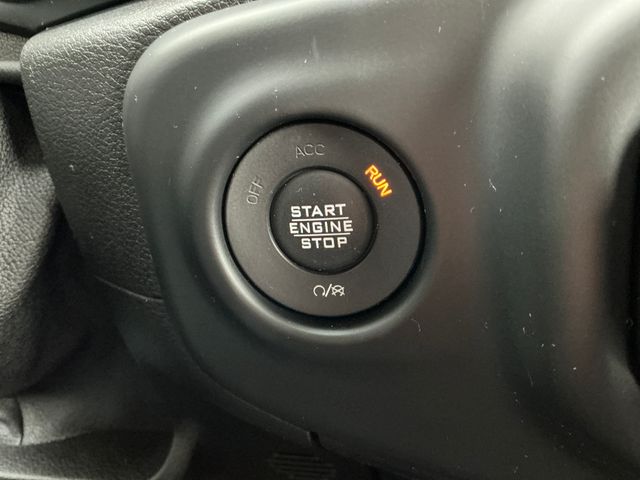 ACC
OFF
RUN
START
ENGINE
STOP